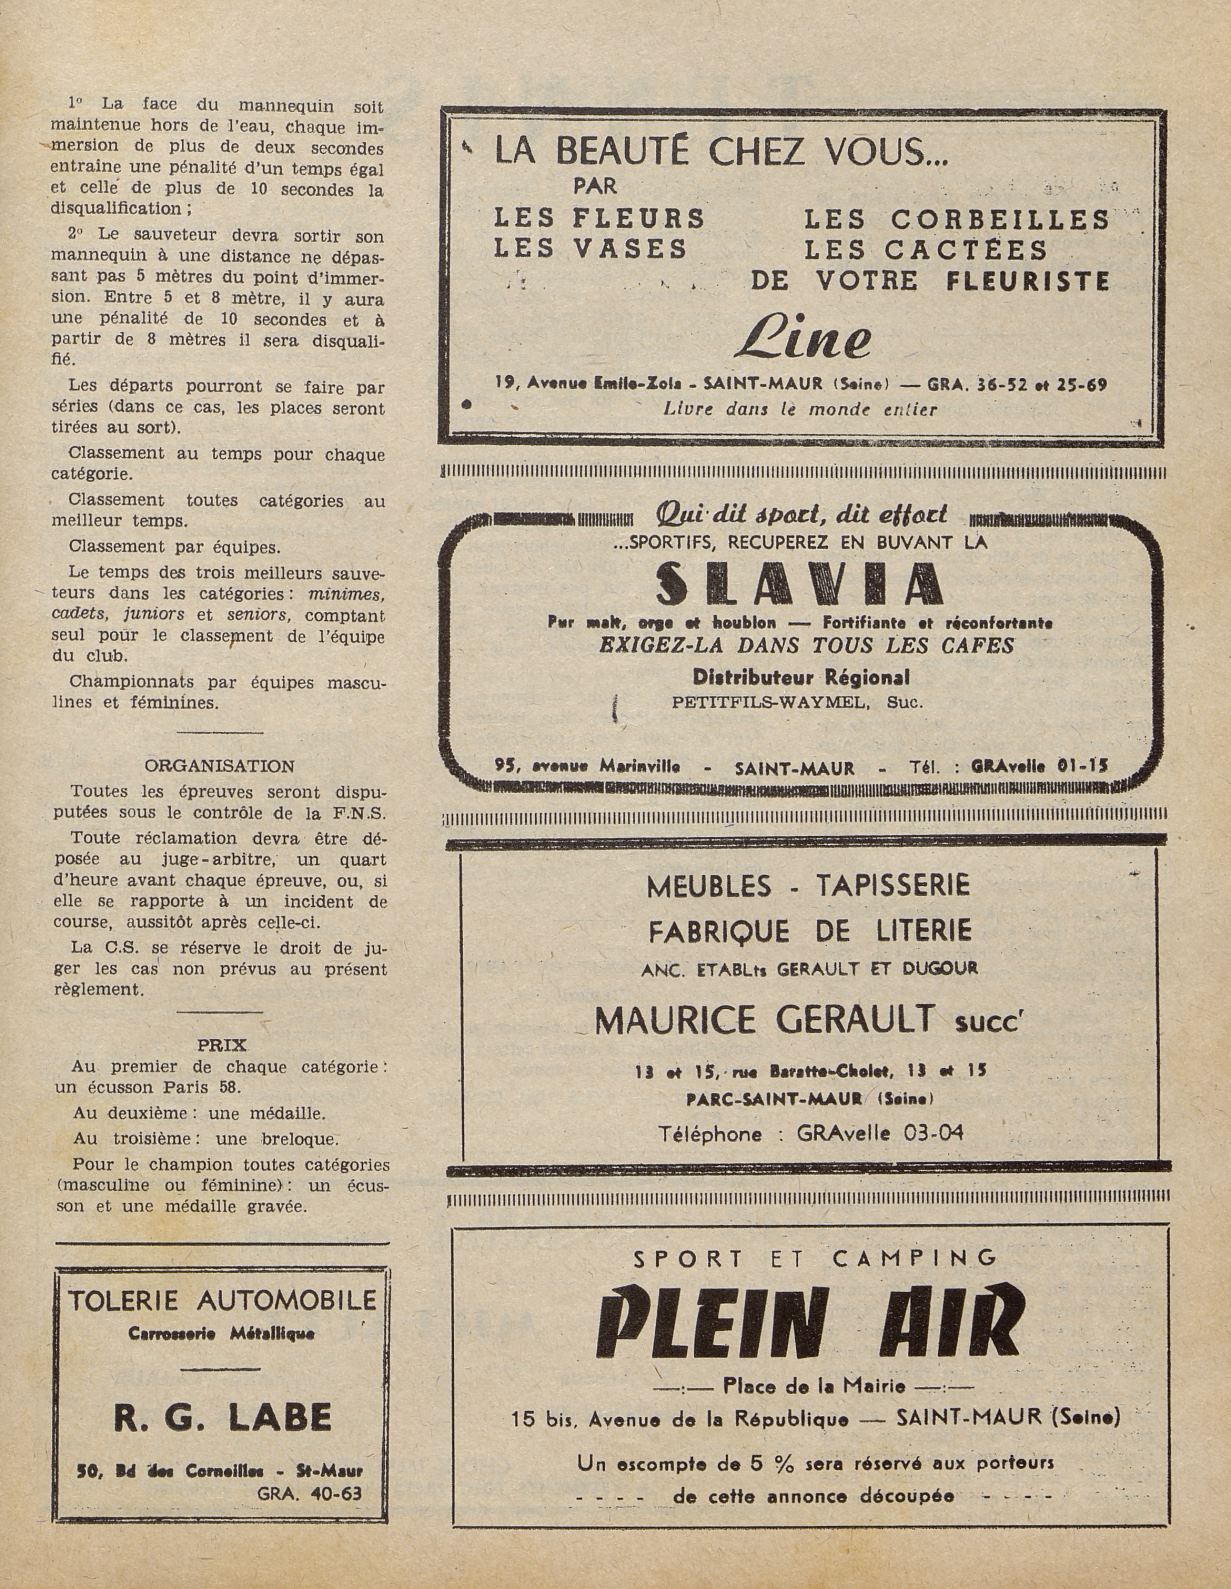 1° La face du mannequin soit
maintenue hors de l'eau, chaque im-
mersion de plus de deux secondes
entraine une pénalité d'un temps égal
et celle de plus de 10 secondes la
disqualification ;
2° Le sauveteur devra sortir son
mannequin à une distance ne dépas-
sant pas 5 mètres du point d'immer-
sion. Entre 5 et 8 mètre, il y aura
une pénalité de 10 secondes et à
partir de 8 mètres il sera disquali-
fié.
Les départs pourront se faire par
séries (dans ce cas, les places seront
tirées au sort).
Classement au temps pour chaque
catégorie.
Classement toutes catégories au
meilleur temps.
Classement par équipes.
Le temps des trois meilleurs sauve-
teurs dans les catégories : minimes,
cadets, juniors et seniors, comptant
seul pour le classement de l'équipe
du club.
Championnats par équipes mascu-
lines et féminines.
ORGANISATION
Toutes les épreuves seront dispu-
putées sous le contrôle de la F.N.S.
Toute réclamation devra être dé-
posée au juge-arbitre, un quart
d'heure avant chaque épreuve, ou, si
elle se rapporte à un incident de
course, aussitôt après celle-ci.
La C.S. se réserve le droit de ju-
ger les cas non prévus au présent
règlement.
PRIX
Au premier de chaque catégorie :
un écusson Paris 58.
Au deuxième : une médaille.
Au troisième : une breloque.
Pour le champion toutes catégories
(masculine ou féminine) : un écus-
son et une médaille gravée.
TOLERIE AUTOMOBILE
Carrosserie Métallique
R. G. LABE
50, Bd des Corneilles - St-Maur
GRA. 40-63
LA BEAUTÉ CHEZ VOUS...
PAR
LES FLEURS LES CORBEILLES
LES VASES LES CACTÉES
DE VOTRE FLEURISTE
Line
19, Avenue Emile-Zola - SAINT-MAUR (Seine) — GRA. 36-52 et 25-69
Livre dans le monde entier
Qui dit sport, dit effort
...SPORTIFS, RECUPEREZ EN BUVANT LA
SLAVIA
Pur malt, orge et houblon — Fortifiante et réconfortante
EXIGEZ-LA DANS TOUS LES CAFES
Distributeur Régional
PETITFILS-WAYMEL, Suc.
95, avenue Marinville - SAINT-MAUR - Tél. : GRAvelle 01-15
MEUBLES - TAPISSERIE
FABRIQUE DE LITERIE
ANC. ETABLts GERAULT ET DUGOUR
MAURICE GERAULT succ'
13 et 15, rue Baratte-Cholet, 13 et 15
PARC-SAINT-MAUR (Seine)
Téléphone : GRAvelle 03-04
SPORT ET CAMPING
PLEIN AIR
—:— Place de la Mairie —:—
15 bis, Avenue de la République — SAINT-MAUR (Seine)
Un escompte de 5 % sera réservé aux porteurs
- - - - de cette annonce découpée - - - -